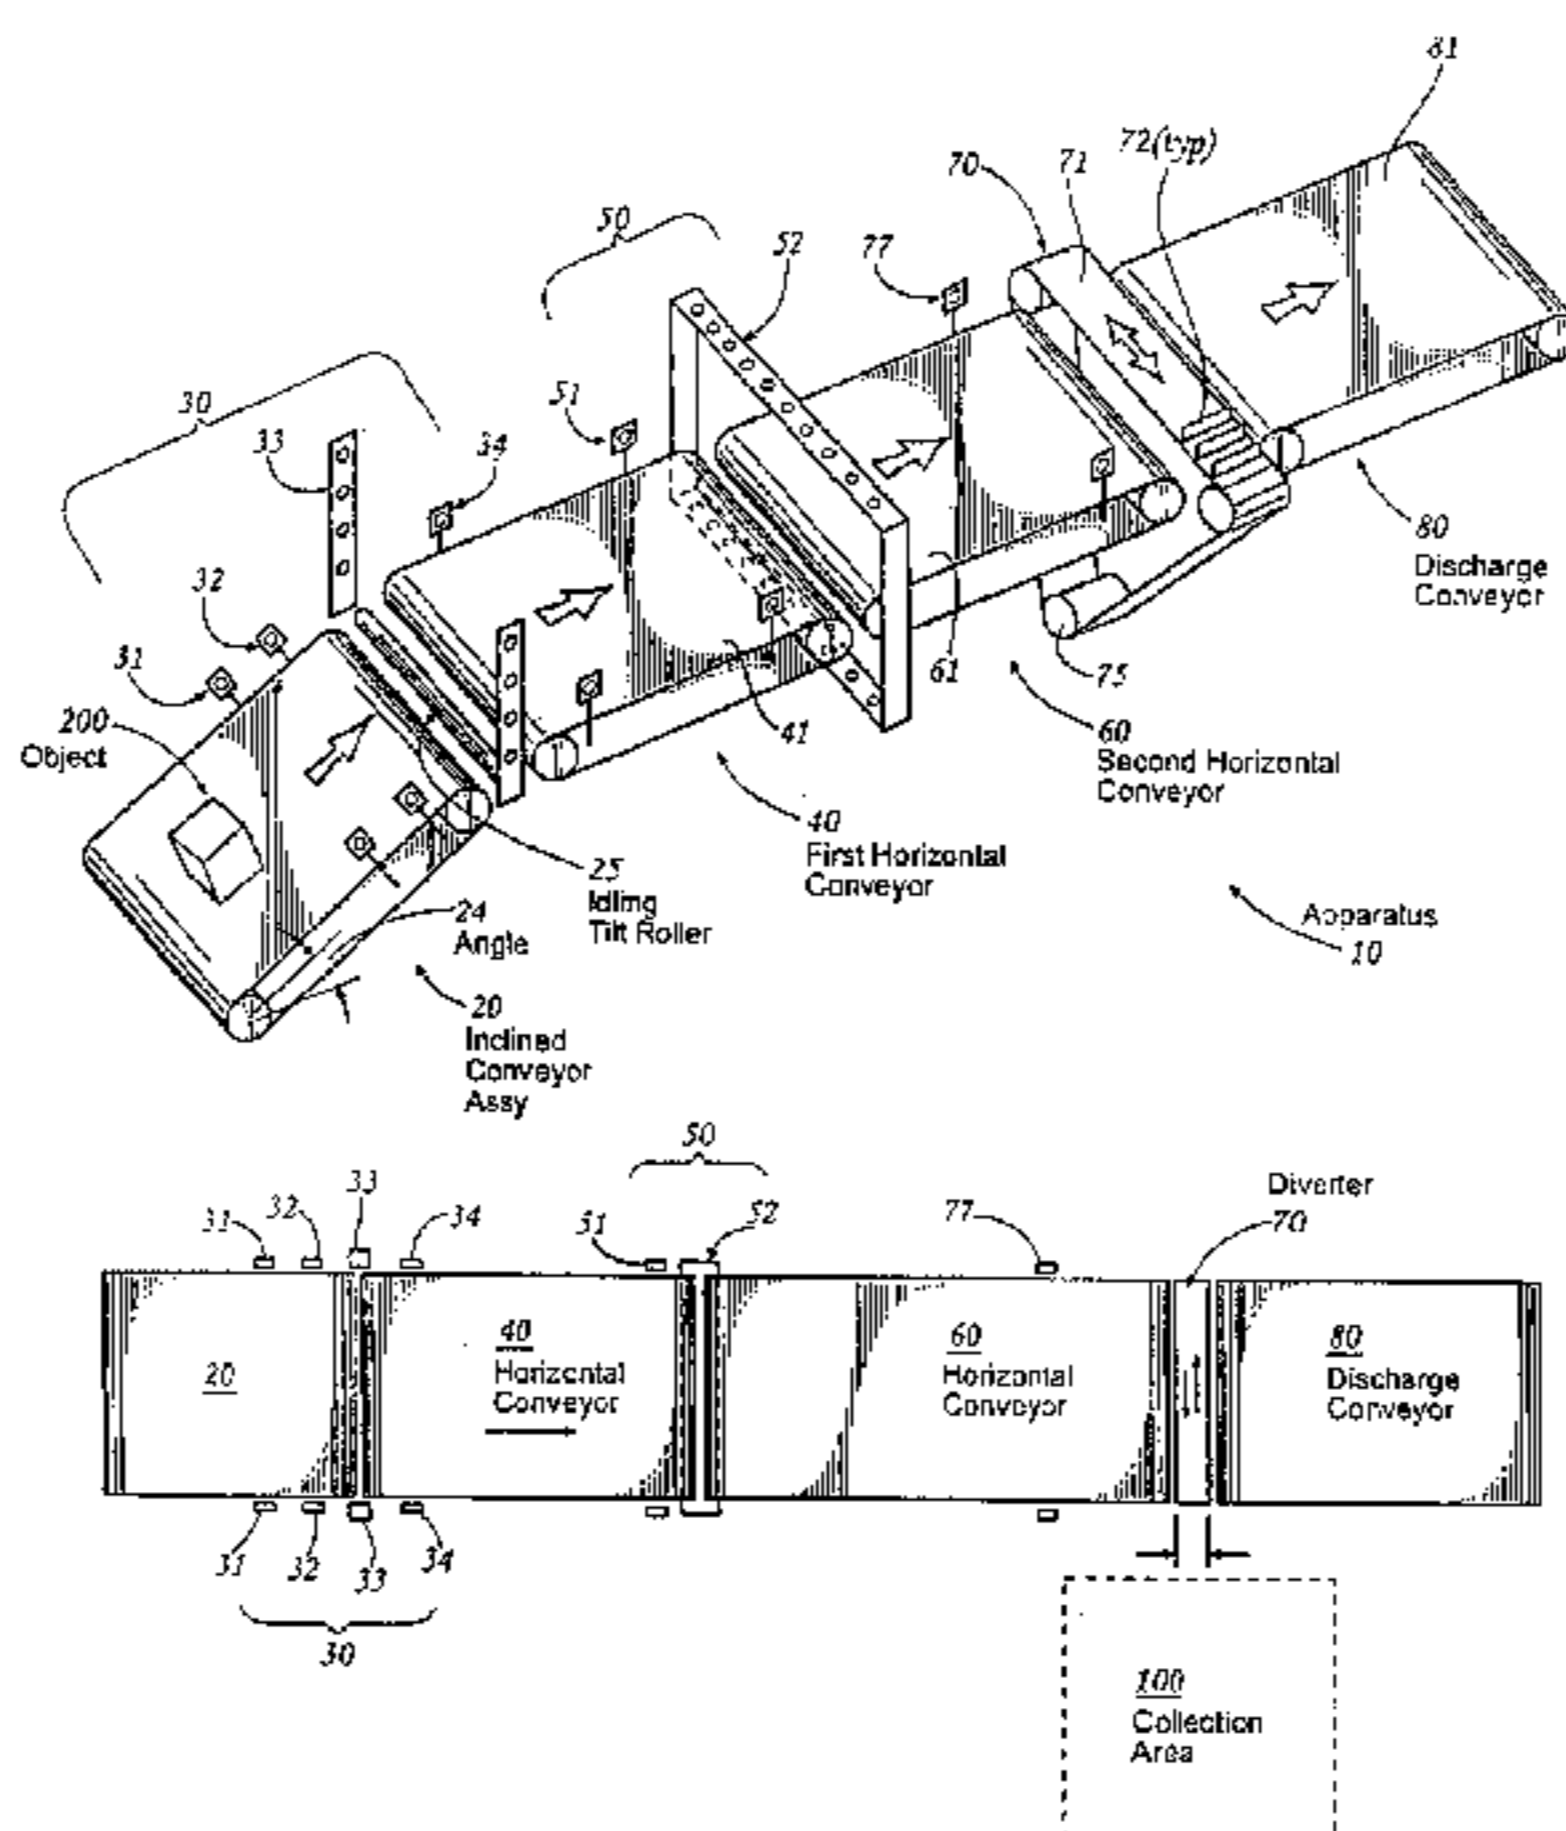 81
72(typ)
70
71
50
52
77
30
51
33
34
32
31
80
Discharge
Conveyor
200
Object
61
75
41
60
Second Horizontal
Conveyor
40
First Horizontal
Conveyor
25
Idling
Tilt Roller
24
Angle
Apparatus
10
20
Inclined
Conveyor
Assy
50
33
Diverter
31
32
34
51
52
77
70
20
40
Horizontal
Conveyor
60
Horizontal
Conveyor
80
Discharge
Conveyor
31
32
33
34
30
100
Collection
Area